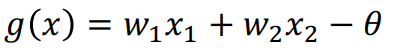 g(x) = w₁x₁ + w₂x₂ − θ